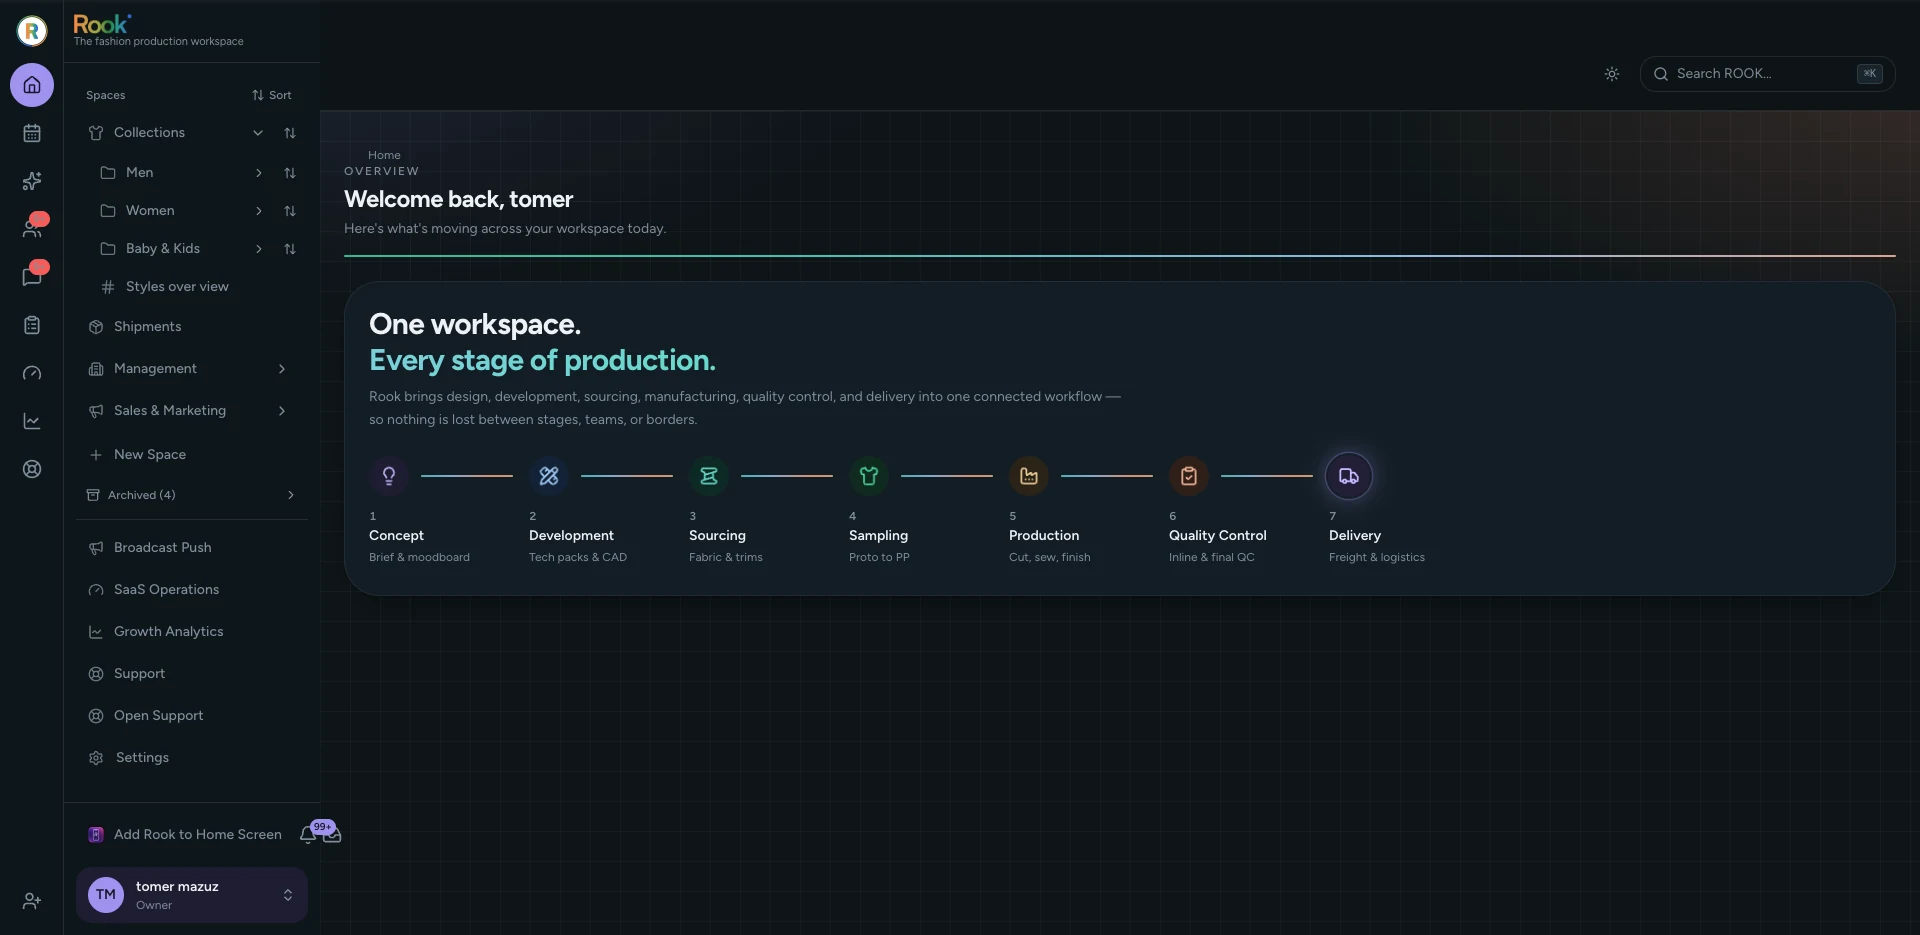 Rook
The fashion production workspace
Search ROOK...
⌘K
Spaces
Sort
Collections
Men
Women
Baby & Kids
Styles over view
Shipments
Management
Sales & Marketing
New Space
Archived (4)
Broadcast Push
SaaS Operations
Growth Analytics
Support
Open Support
Settings
Add Rook to Home Screen
99+
TM
tomer mazuz
Owner
Home
OVERVIEW
Welcome back, tomer
Here's what's moving across your workspace today.
One workspace.
Every stage of production.
Rook brings design, development, sourcing, manufacturing, quality control, and delivery into one connected workflow —
so nothing is lost between stages, teams, or borders.
1
Concept
Brief & moodboard
2
Development
Tech packs & CAD
3
Sourcing
Fabric & trims
4
Sampling
Proto to PP
5
Production
Cut, sew, finish
6
Quality Control
Inline & final QC
7
Delivery
Freight & logistics